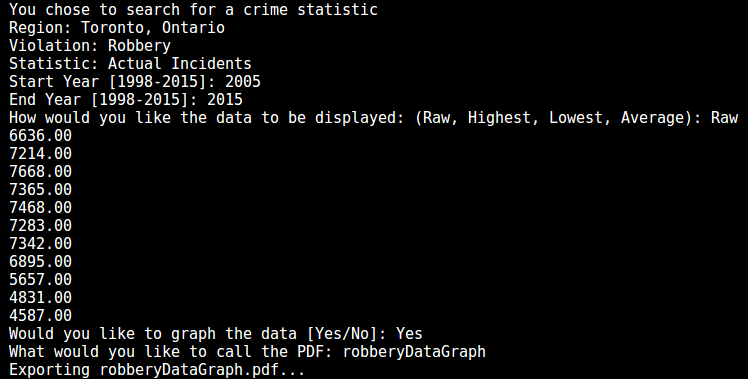 You chose to search for a crime statistic
Region: Toronto, Ontario
Violation: Robbery
Statistic: Actual Incidents
Start Year [1998-2015]: 2005
End Year [1998-2015]: 2015
How would you like the data to be displayed: (Raw, Highest, Lowest, Average): Raw
6636.00
7214.00
7668.00
7365.00
7468.00
7283.00
7342.00
6895.00
5657.00
4831.00
4587.00
Would you like to graph the data [Yes/No]: Yes
What would you like to call the PDF: robberyDataGraph
Exporting robberyDataGraph.pdf...